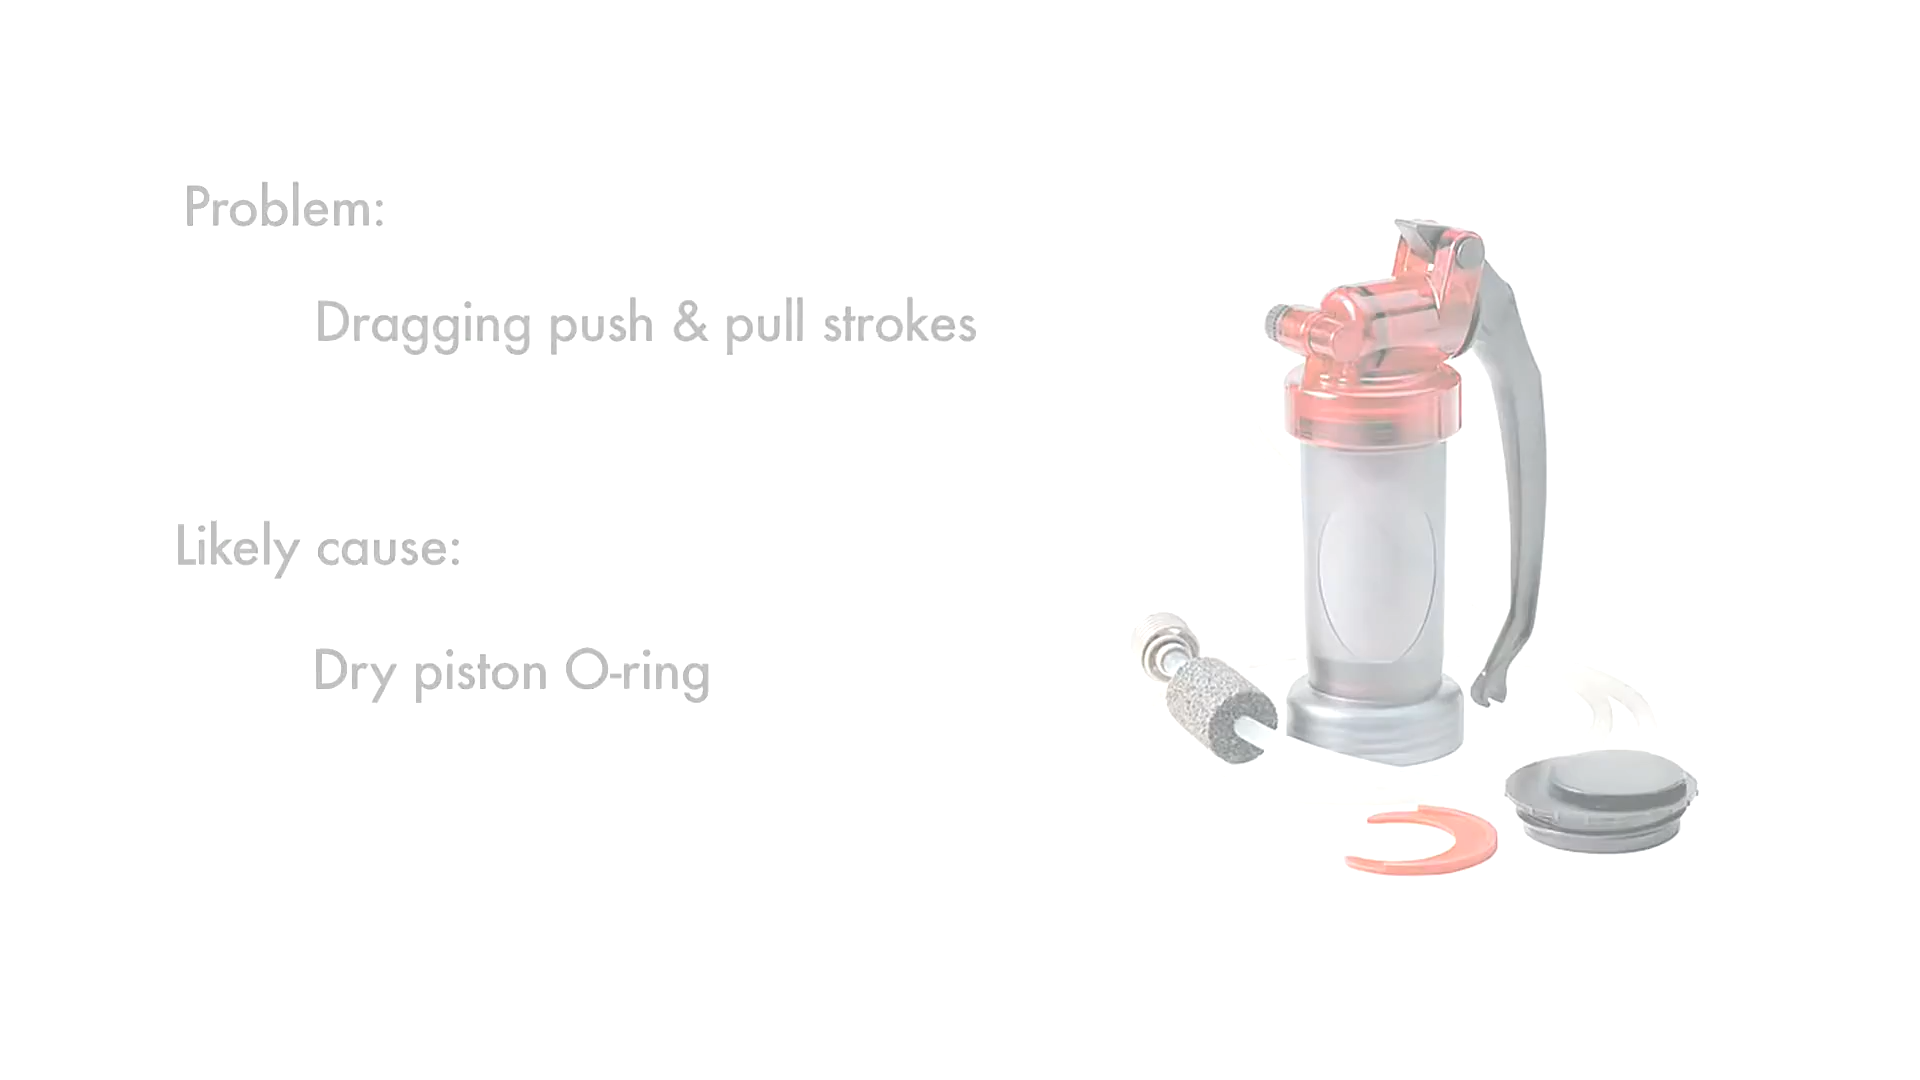 Problem:
Dragging push & pull strokes
Likely cause:
Dry piston O-ring